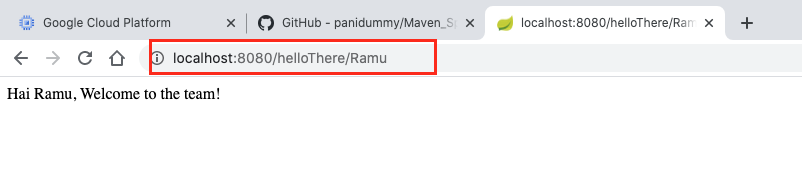 Google Cloud Platform
GitHub - panidummy/Maven_Sp
localhost:8080/helloThere/Ram
localhost:8080/helloThere/Ramu
Hai Ramu, Welcome to the team!